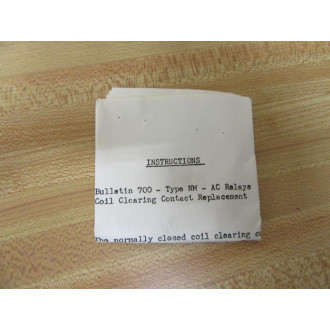 INSTRUCTIONS
Bulletin 700 - Type NM - AC Relays
Coil Clearing Contact Replacement
The normally closed coil clearing